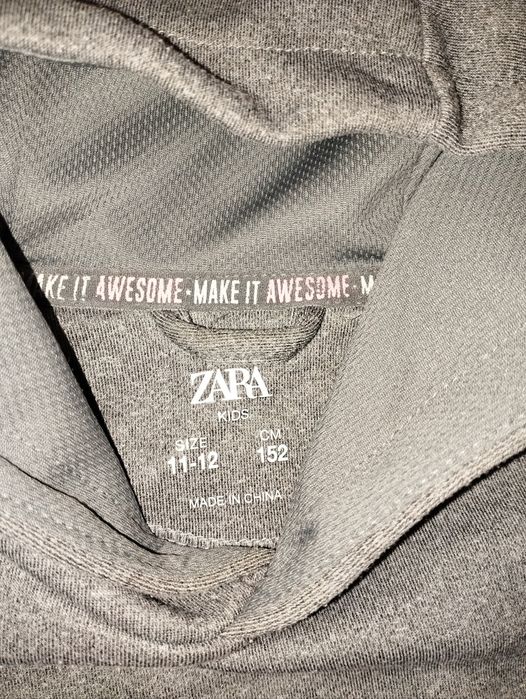 AKE IT AWESOME • MAKE IT AWESOME • M
ZARA
KIDS
SIZE CM
11-12 152
MADE IN CHINA